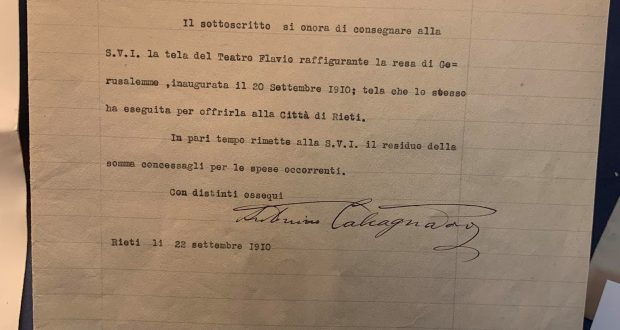 Il sottoscritto si onora di consegnare alla
S.V.I. la tela del Teatro Flavio raffigurante la resa di Ge=
rusalemme ,inaugurata il 20 Settembre 1910; tela che lo stesso
ha eseguita per offrirla alla Città di Rieti.
In pari tempo rimette alla S.V.I. il residuo della
somma concessagli per le spese occorrenti.
Con distinti ossequi
Antonino Calcagnadoro
Rieti li 22 settembre 1910